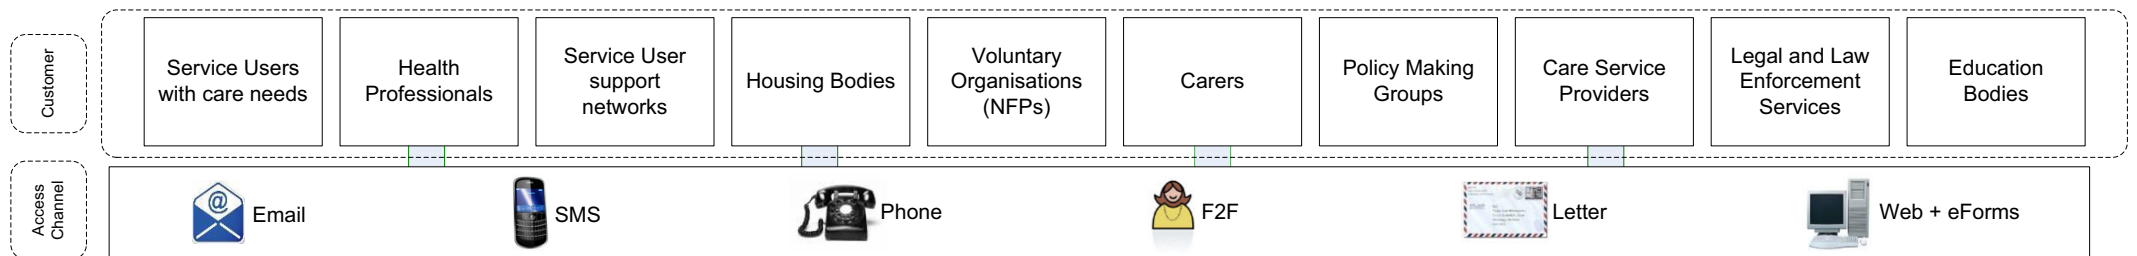 Customer
Service Users
with care needs
Health
Professionals
Service User
support
networks
Housing Bodies
Voluntary
Organisations
(NFPs)
Carers
Policy Making
Groups
Care Service
Providers
Legal and Law
Enforcement
Services
Education
Bodies
Access
Channel
@
Email
SMS
Phone
F2F
Letter
Web + eForms